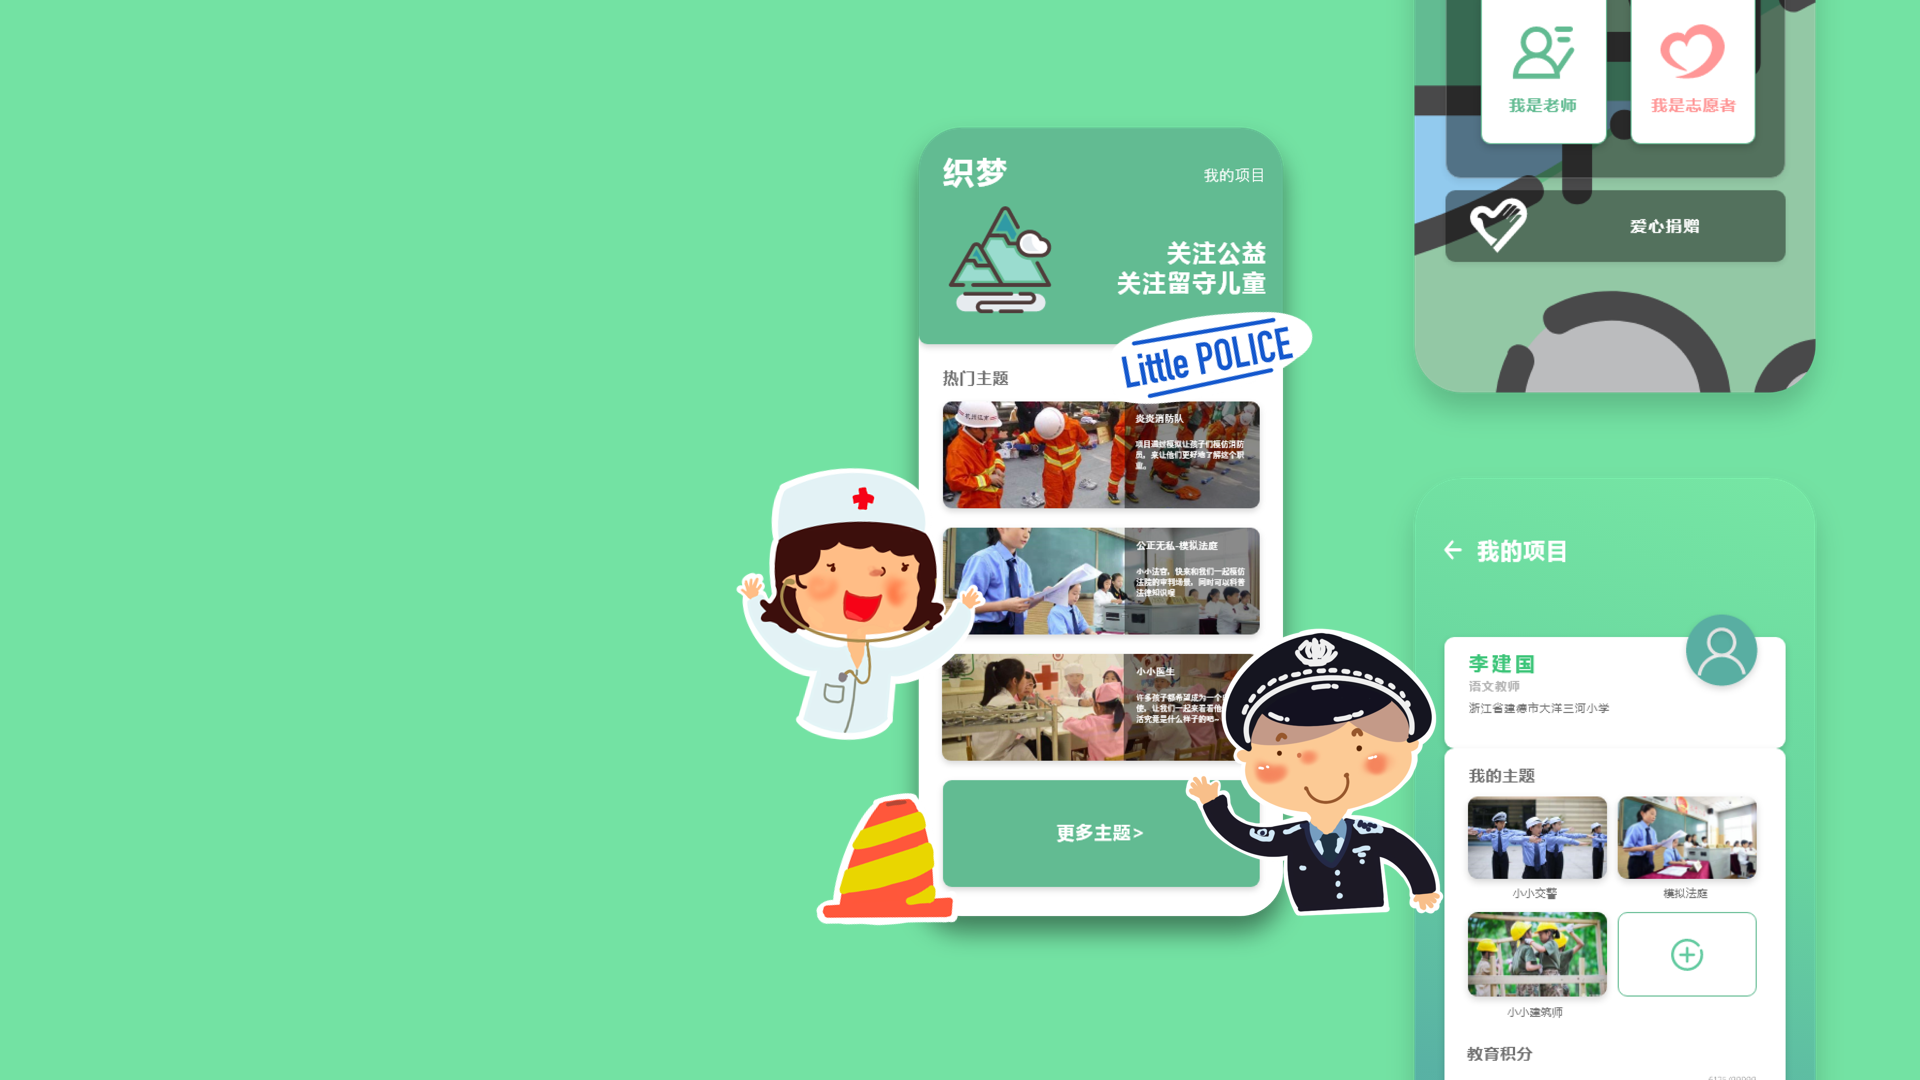 织梦
我的项目
关注公益
关注留守儿童
Little POLICE
热门主题
炎炎消防队
项目通过模拟让孩子们模仿消防
员，来让他们更好地了解这个职
业。
公正无私-模拟法庭
小小法官，快来和我们一起模仿
法院的审判场景，同时可以科普
法律知识喔
小小医生
许多孩子都希望成为一个
使，让我们一起来看看他
活究竟是什么样子的吧~
更多主题>
我是老师
我是志愿者
爱心捐赠
我的项目
李建国
语文教师
浙江省建德市大洋三河小学
我的主题
小小交警
模拟法庭
小小建筑师
教育积分